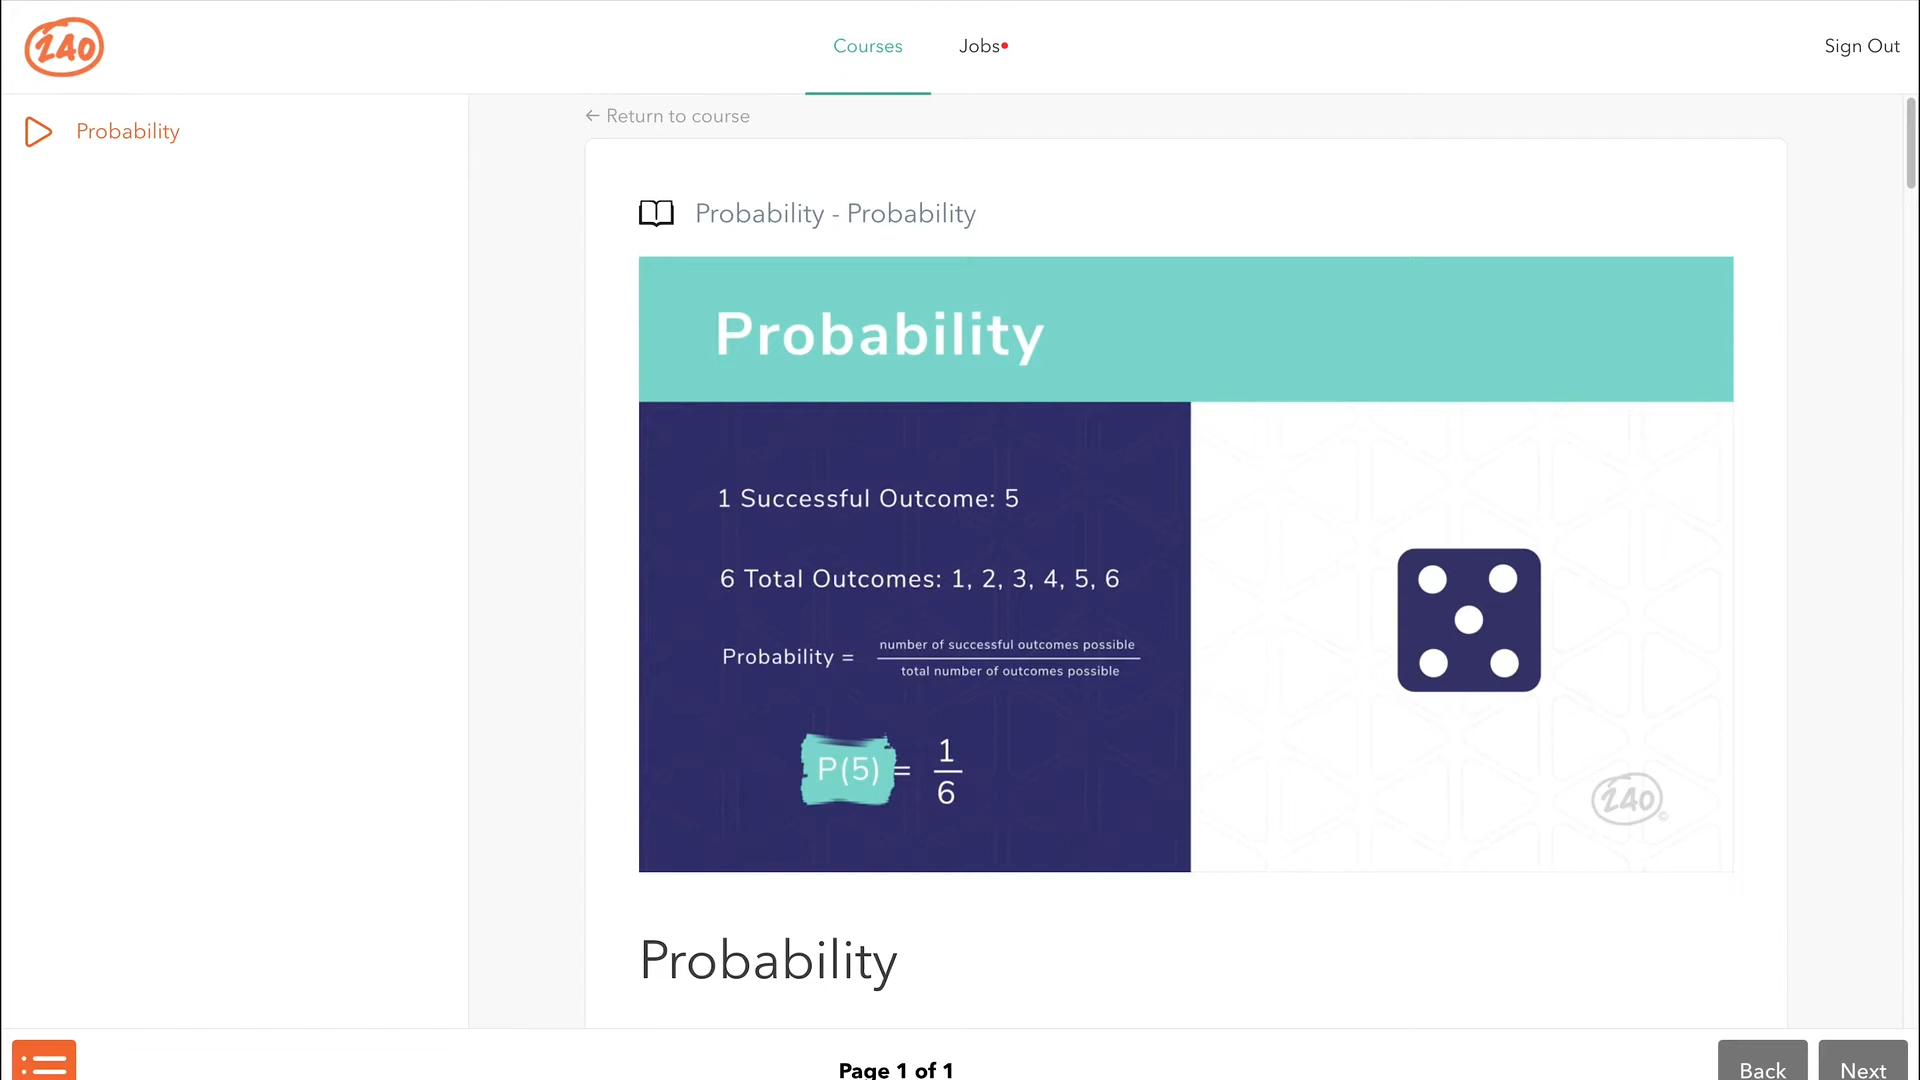 240
Courses
Jobs
Sign Out
Probability
← Return to course
Probability - Probability
Probability
1 Successful Outcome: 5
6 Total Outcomes: 1, 2, 3, 4, 5, 6
Probability = number of successful outcomes possible
total number of outcomes possible
P(5) = 1
6
240©
Probability
Page 1 of 1
Back
Next